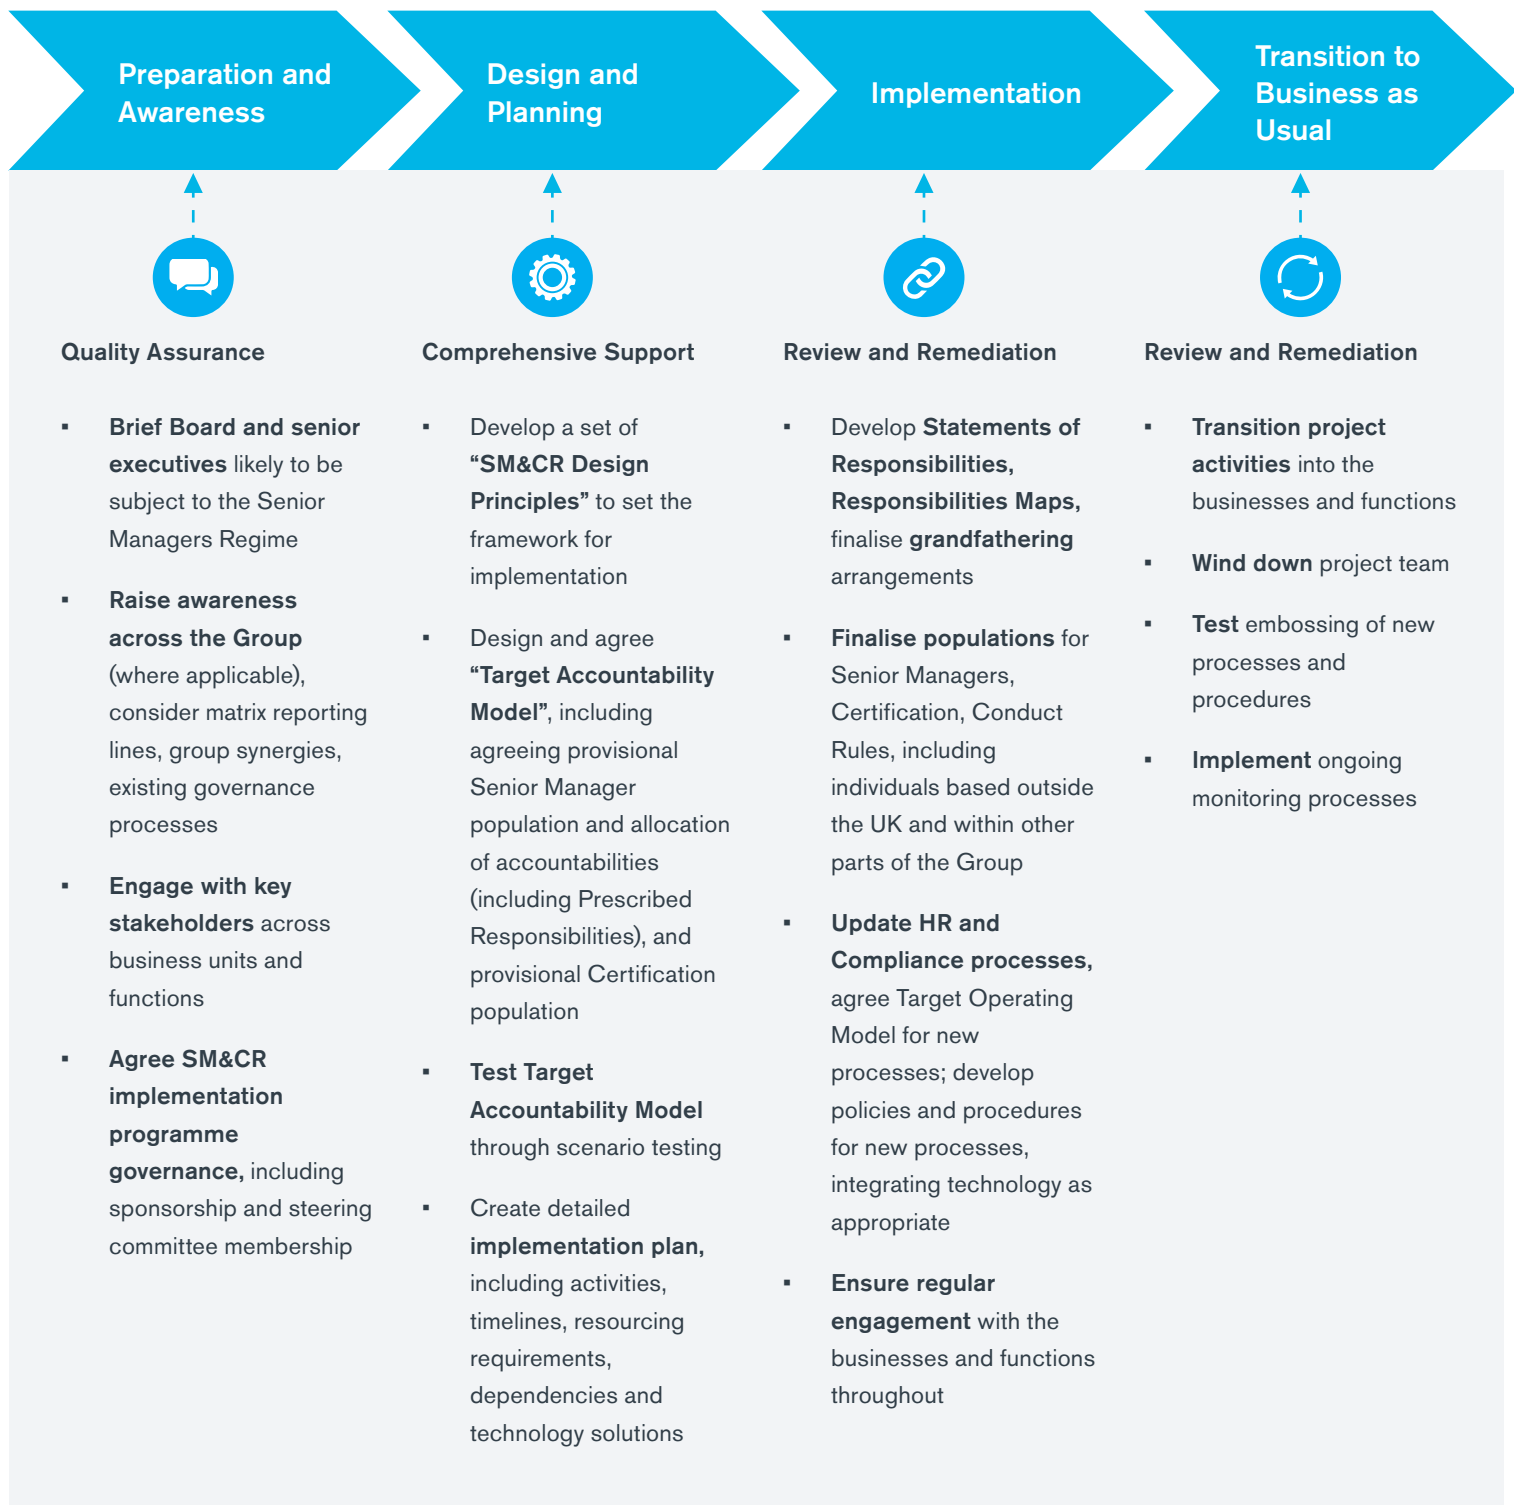 Preparation and
Awareness
Design and
Planning
Implementation
Transition to
Business as
Usual
Quality Assurance
▪ Brief Board and senior
executives likely to be
subject to the Senior
Managers Regime
▪ Raise awareness
across the Group
(where applicable),
consider matrix reporting
lines, group synergies,
existing governance
processes
▪ Engage with key
stakeholders across
business units and
functions
▪ Agree SM&CR
implementation
programme
governance, including
sponsorship and steering
committee membership
Comprehensive Support
▪ Develop a set of
“SM&CR Design
Principles” to set the
framework for
implementation
▪ Design and agree
“Target Accountability
Model”, including
agreeing provisional
Senior Manager
population and allocation
of accountabilities
(including Prescribed
Responsibilities), and
provisional Certification
population
▪ Test Target
Accountability Model
through scenario testing
▪ Create detailed
implementation plan,
including activities,
timelines, resourcing
requirements,
dependencies and
technology solutions
Review and Remediation
▪ Develop Statements of
Responsibilities,
Responsibilities Maps,
finalise grandfathering
arrangements
▪ Finalise populations for
Senior Managers,
Certification, Conduct
Rules, including
individuals based outside
the UK and within other
parts of the Group
▪ Update HR and
Compliance processes,
agree Target Operating
Model for new
processes; develop
policies and procedures
for new processes,
integrating technology as
appropriate
▪ Ensure regular
engagement with the
businesses and functions
throughout
Review and Remediation
▪ Transition project
activities into the
businesses and functions
▪ Wind down project team
▪ Test embossing of new
processes and
procedures
▪ Implement ongoing
monitoring processes